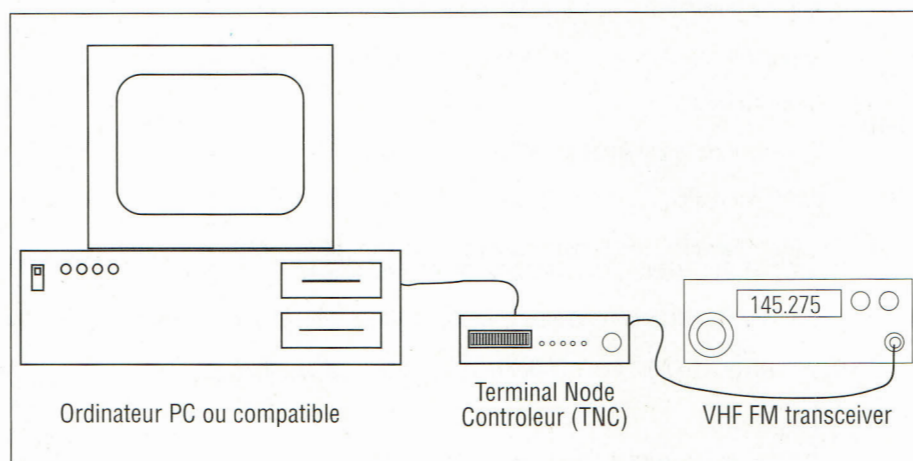 145.275
Ordinateur PC ou compatible
Terminal Node
Controleur (TNC)
VHF FM transceiver